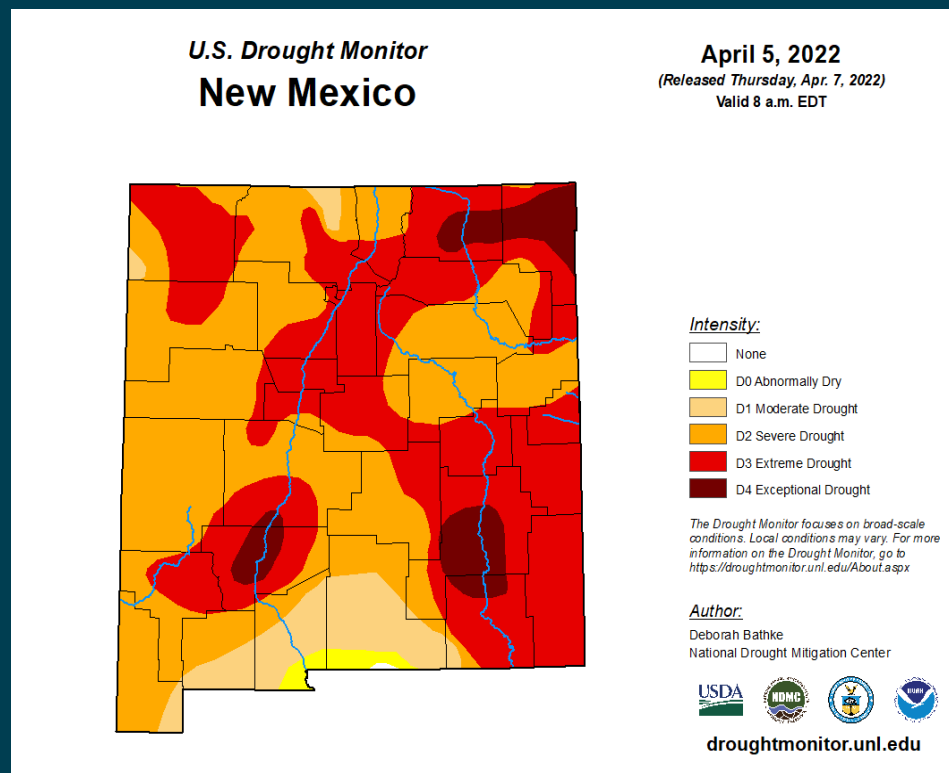 U.S. Drought Monitor
New Mexico
April 5, 2022
(Released Thursday, Apr. 7, 2022)
Valid 8 a.m. EDT
Intensity:
None
D0 Abnormally Dry
D1 Moderate Drought
D2 Severe Drought
D3 Extreme Drought
D4 Exceptional Drought
The Drought Monitor focuses on broad-scale
conditions. Local conditions may vary. For more
information on the Drought Monitor, go to
https://droughtmonitor.unl.edu/About.aspx
Author:
Deborah Bathke
National Drought Mitigation Center
USDA
NDMC
NOAA
droughtmonitor.unl.edu